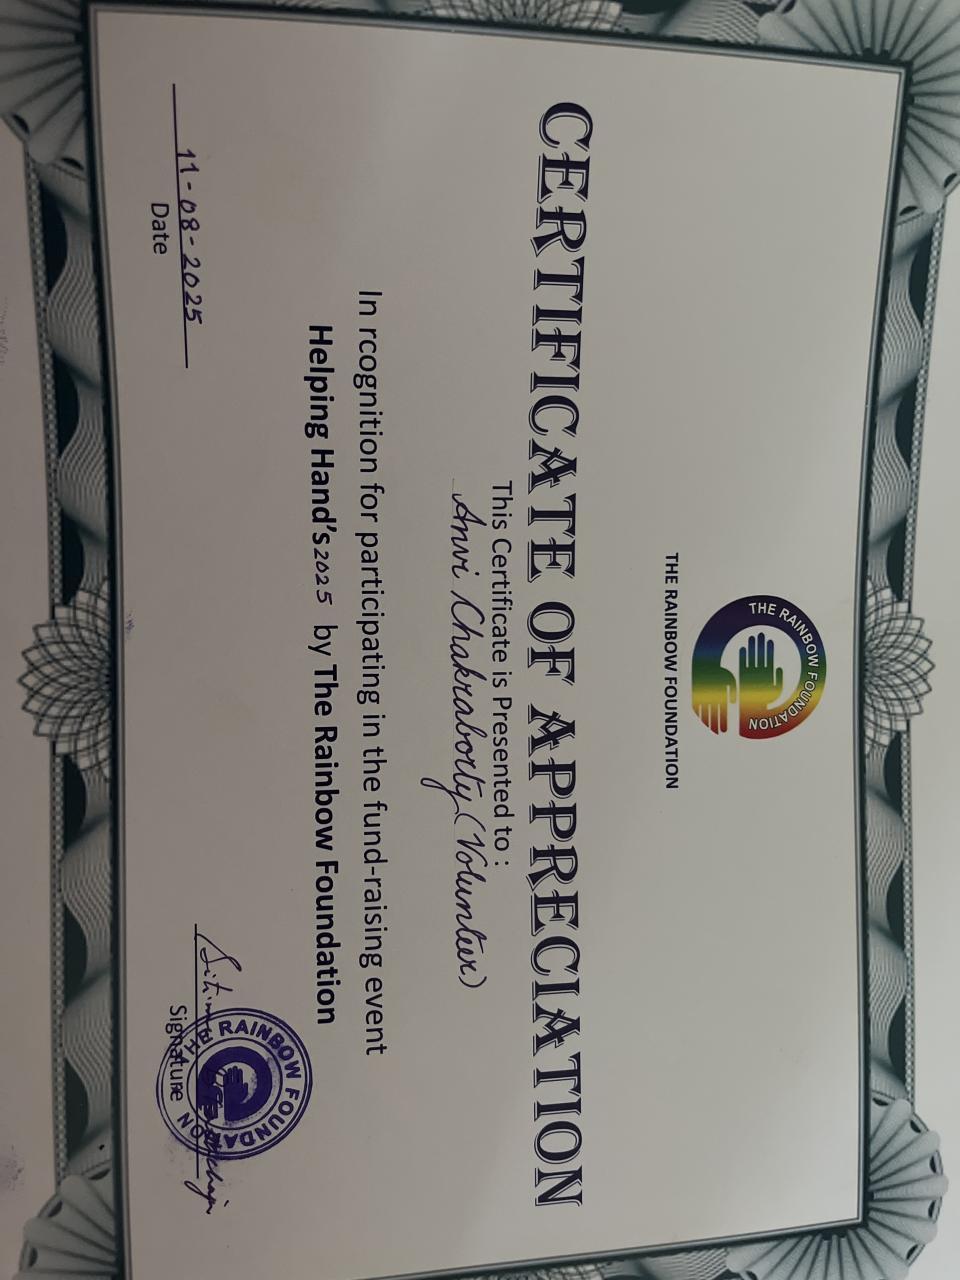 THE RAINBOW FOUNDATION
THE RAINBOW FOUNDATION
CERTIFICATE OF APPRECIATION
This Certificate is Presented to :
Anvi Chakraborty (Volunteer)
In rcognition for participating in the fund-raising event
Helping Hand's 2025 by The Rainbow Foundation
11-08-2025
Date
Signature
THE RAINBOW FOUNDATION